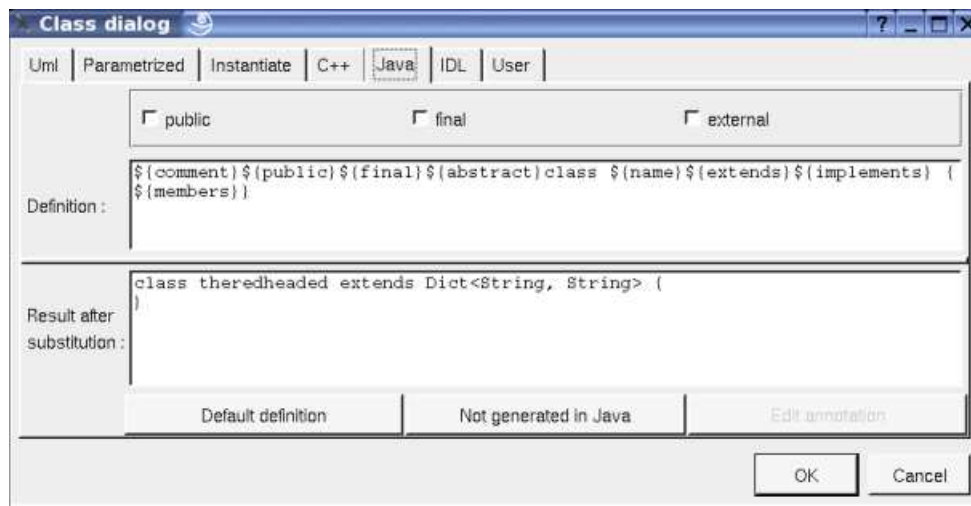 Class dialog
Uml Parametrized Instantiate C++ Java IDL User
public final external
Definition :
${comment}${public}${final}${abstract}class ${name}${extends}${implements} {
${members}}
Result after
substitution :
class theredheaded extends Dict<String, String> {
}
Default definition Not generated in Java Edit annotation
OK Cancel